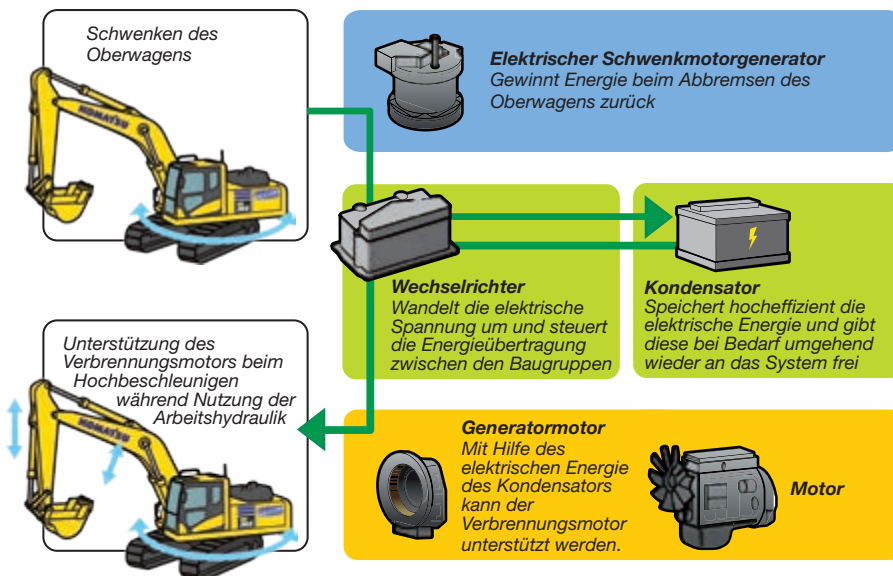 Schwenken des
Oberwagens
KOMATSU
Elektrischer Schwenkmotorgenerator
Gewinnt Energie beim Abbremsen des
Oberwagens zurück
Wechselrichter
Wandelt die elektrische
Spannung um und steuert
die Energieübertragung
zwischen den Baugruppen
Kondensator
Speichert hocheffizient die
elektrische Energie und gibt
diese bei Bedarf umgehend
wieder an das System frei
Unterstützung des
Verbrennungsmotors beim
Hochbeschleunigen
während Nutzung der
Arbeitshydraulik
KOMATSU
Generatormotor
Mit Hilfe des
elektrischen Energie
des Kondensators
kann der
Verbrennungsmotor
unterstützt werden.
Motor